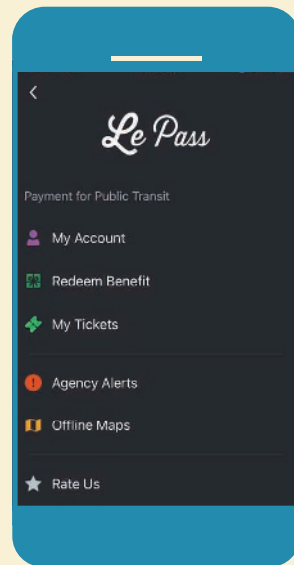 Le Pass
Payment for Public Transit
My Account
Redeem Benefit
My Tickets
Agency Alerts
Offline Maps
Rate Us